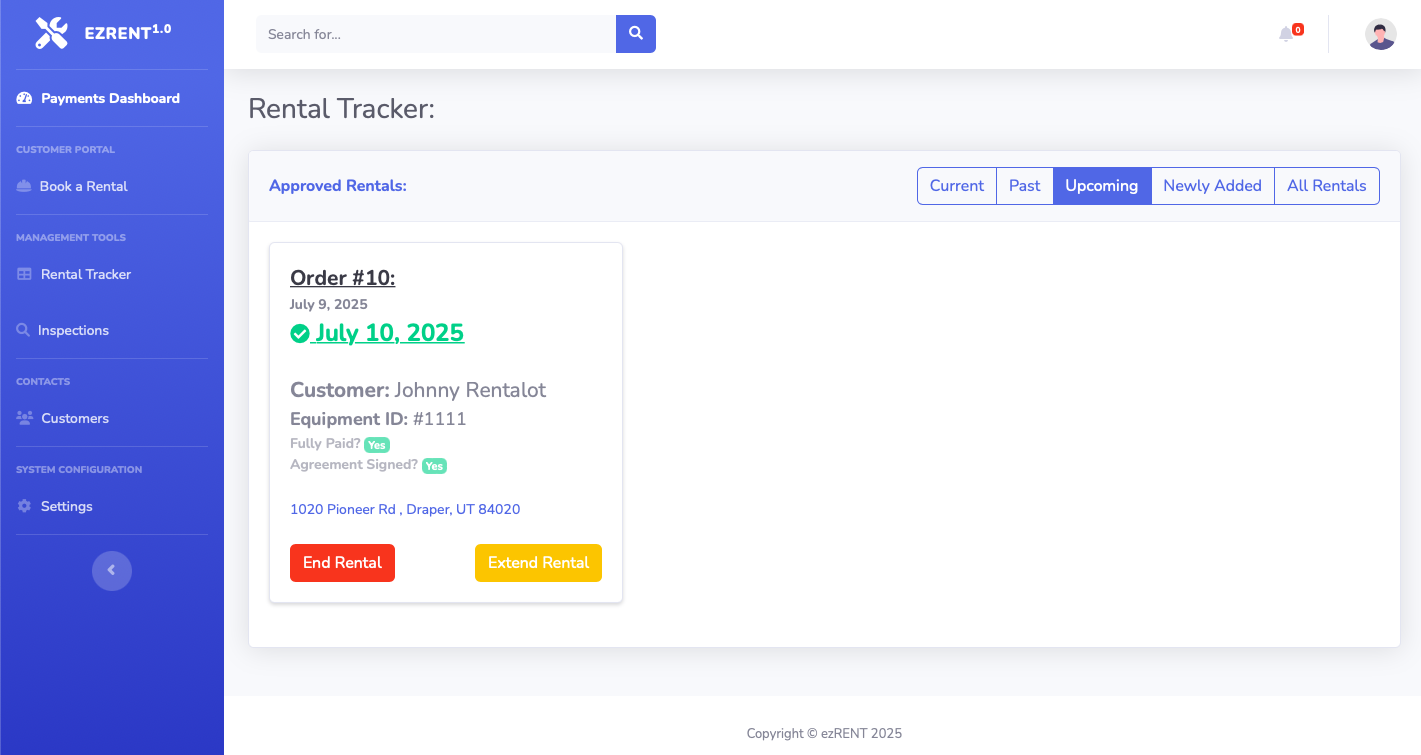 EZRENT1.0
Search for...
0
Payments Dashboard
CUSTOMER PORTAL
Book a Rental
MANAGEMENT TOOLS
Rental Tracker
Inspections
CONTACTS
Customers
SYSTEM CONFIGURATION
Settings
Rental Tracker:
Approved Rentals:
Current Past Upcoming Newly Added All Rentals
Order #10:
July 9, 2025
July 10, 2025
Customer: Johnny Rentalot
Equipment ID: #1111
Fully Paid? Yes
Agreement Signed? Yes
1020 Pioneer Rd , Draper, UT 84020
End Rental Extend Rental
Copyright © ezRENT 2025